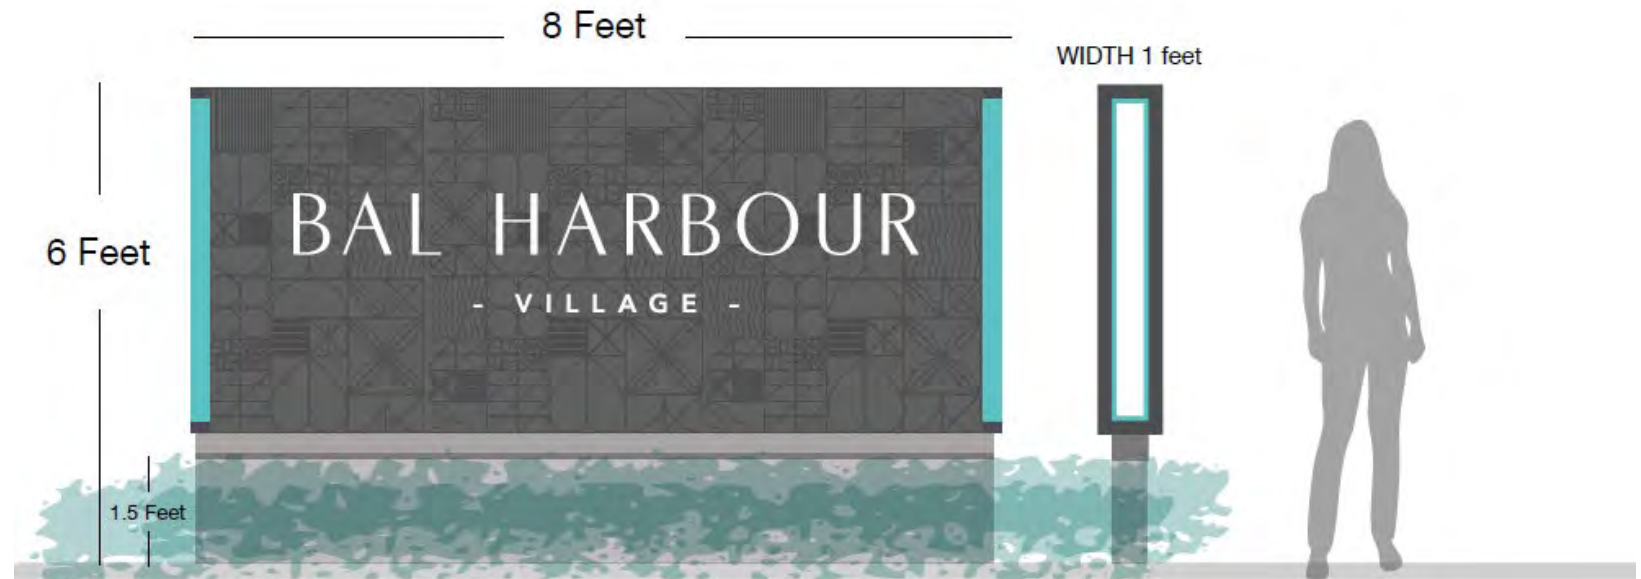 8 Feet
WIDTH 1 feet
6 Feet
BAL HARBOUR
- VILLAGE -
1.5 Feet